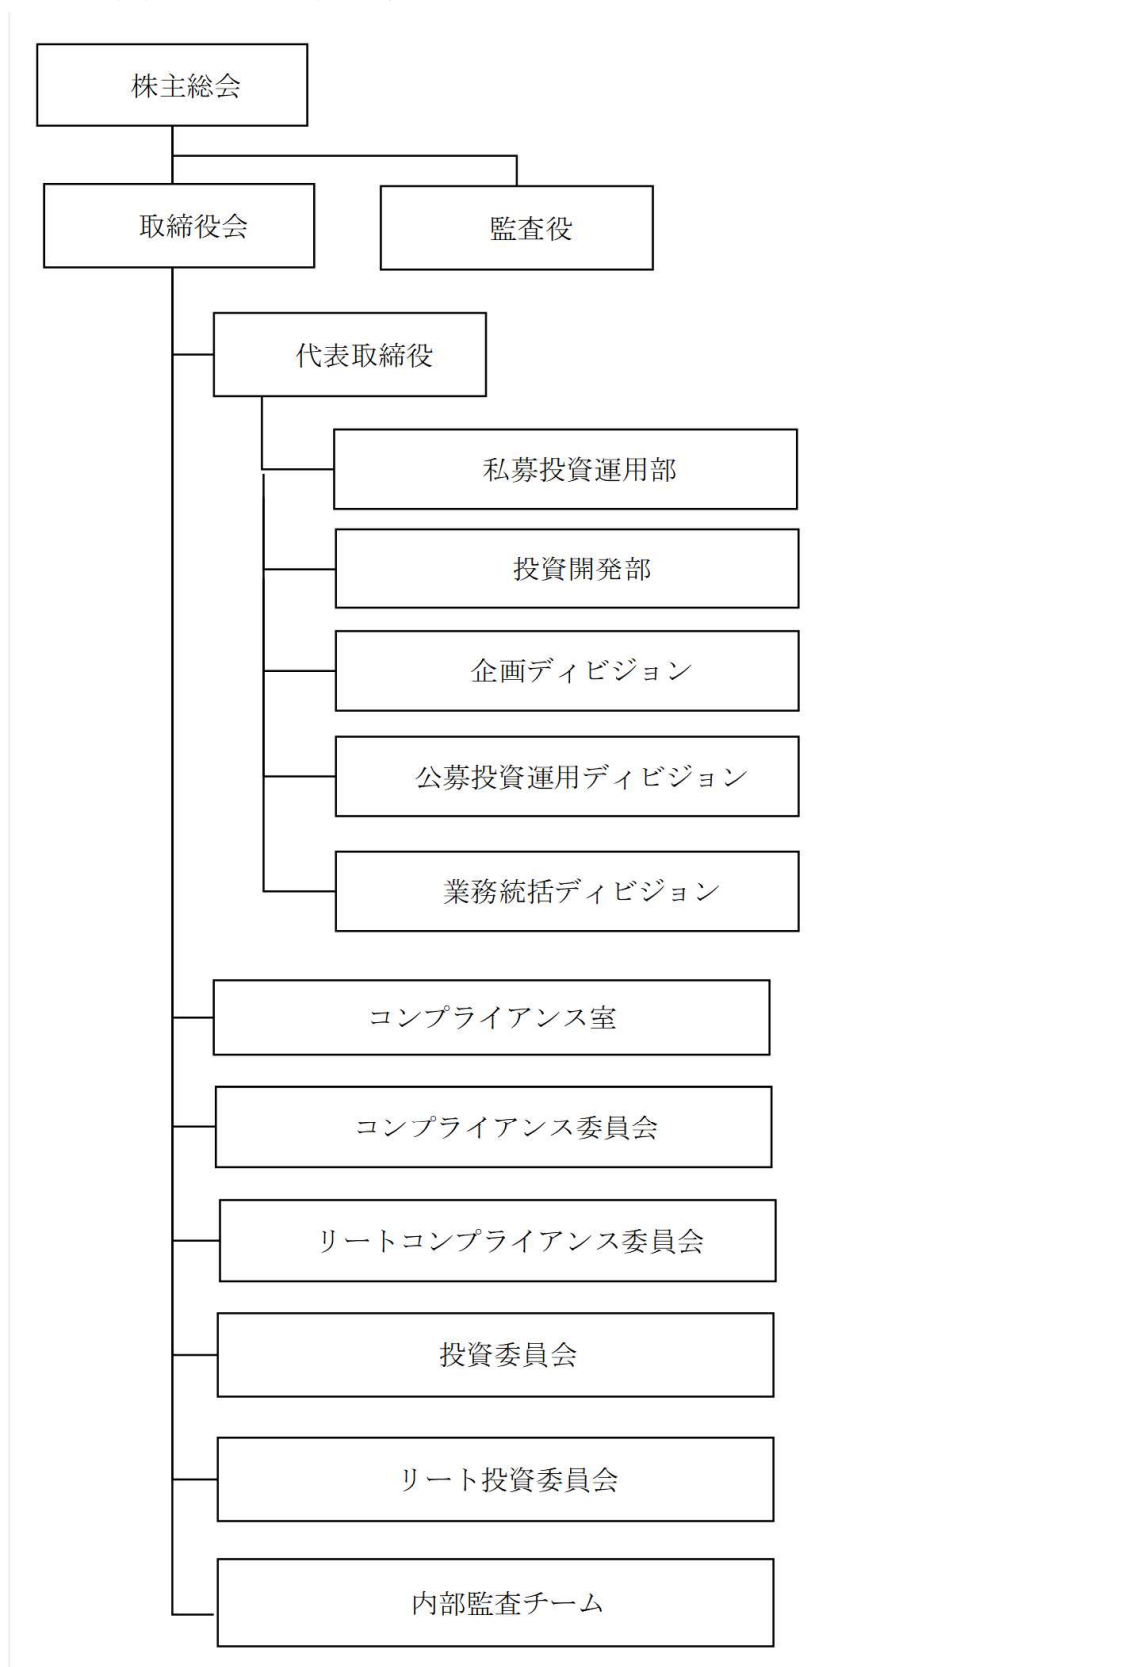 株主総会
取締役会
監査役
代表取締役
私募投資運用部
投資開発部
企画ディビジョン
公募投資運用ディビジョン
業務統括ディビジョン
コンプライアンス室
コンプライアンス委員会
リートコンプライアンス委員会
投資委員会
リート投資委員会
内部監査チーム